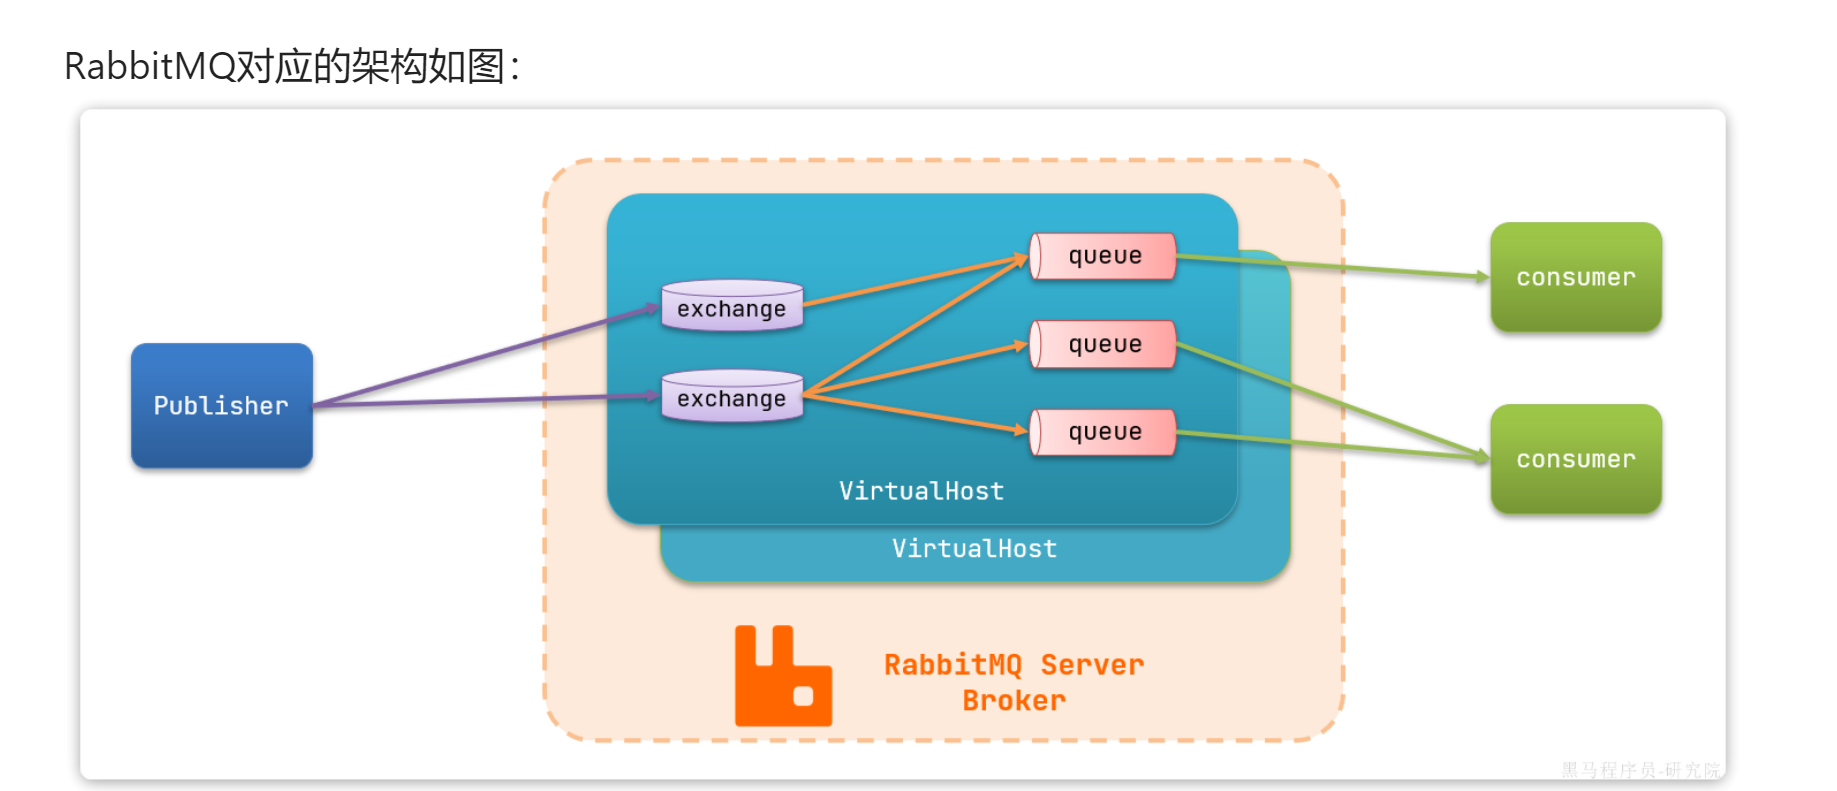 RabbitMQ对应的架构如图：
Publisher
exchange
exchange
queue
queue
queue
VirtualHost
VirtualHost
consumer
consumer
RabbitMQ Server
Broker
黑马程序员-研究院